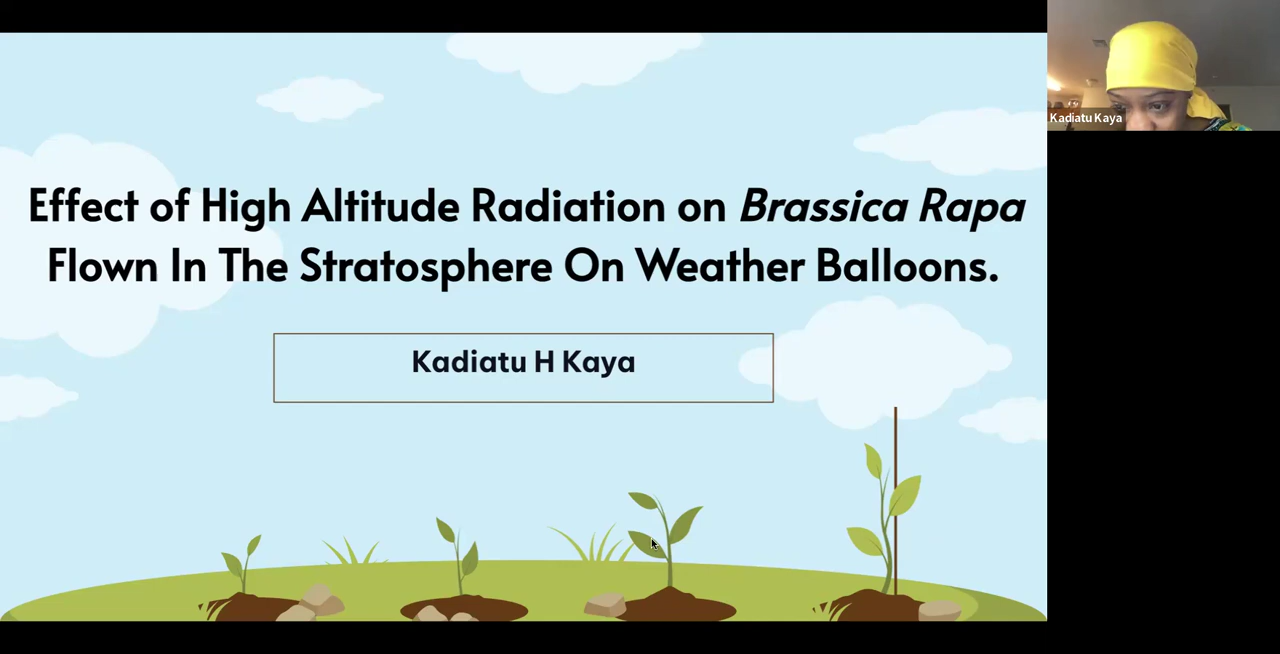 Effect of High Altitude Radiation on Brassica Rapa
Flown In The Stratosphere On Weather Balloons.
Kadiatu H Kaya
Kadiatu Kaya